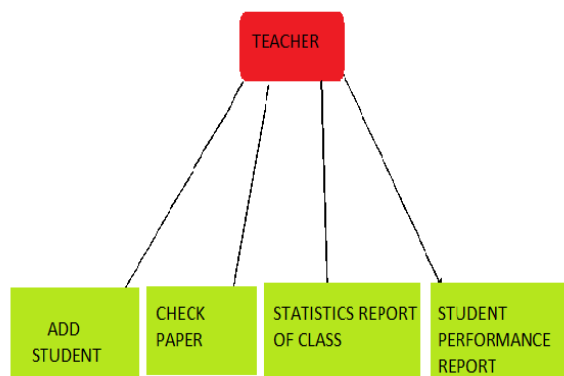 TEACHER
ADD
STUDENT
CHECK
PAPER
STATISTICS REPORT
OF CLASS
STUDENT
PERFORMANCE
REPORT